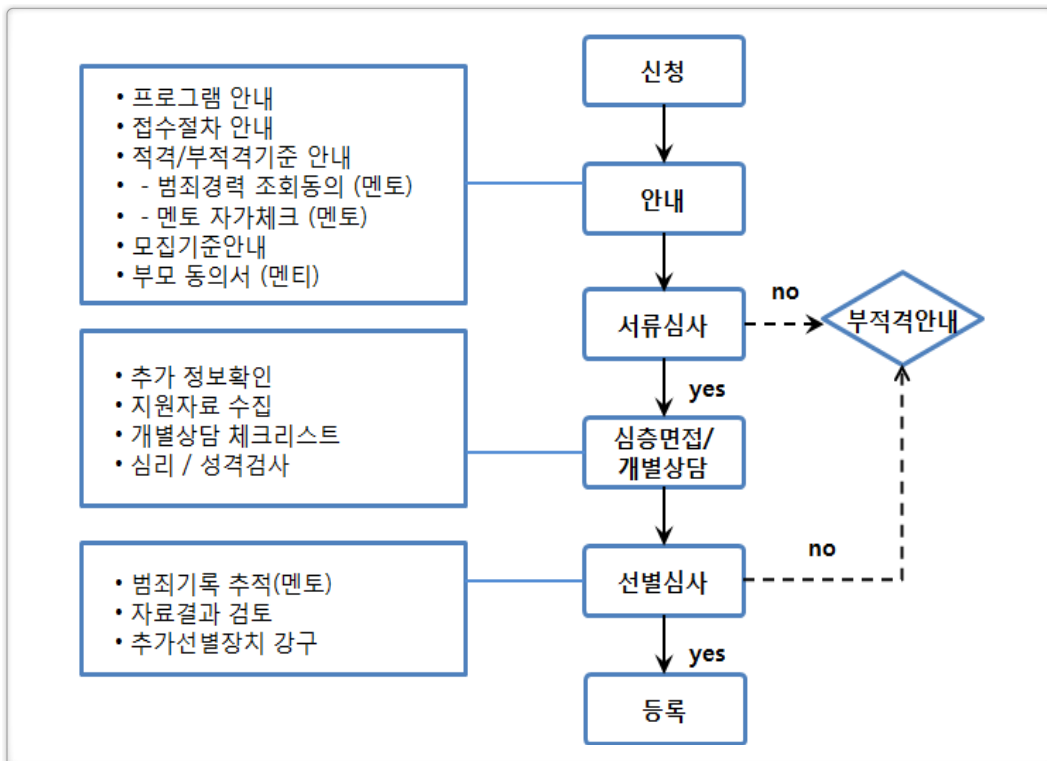 신청
• 프로그램 안내
• 접수절차 안내
• 적격/부적격기준 안내
• - 범죄경력 조회동의 (멘토)
• - 멘토 자가체크 (멘토)
• 모집기준안내
• 부모 동의서 (멘티)
안내
서류심사
no
부적격안내
yes
• 추가 정보확인
• 지원자료 수집
• 개별상담 체크리스트
• 심리 / 성격검사
심층면접/
개별상담
• 범죄기록 추적(멘토)
• 자료결과 검토
• 추가선별장치 강구
선별심사
no
yes
등록